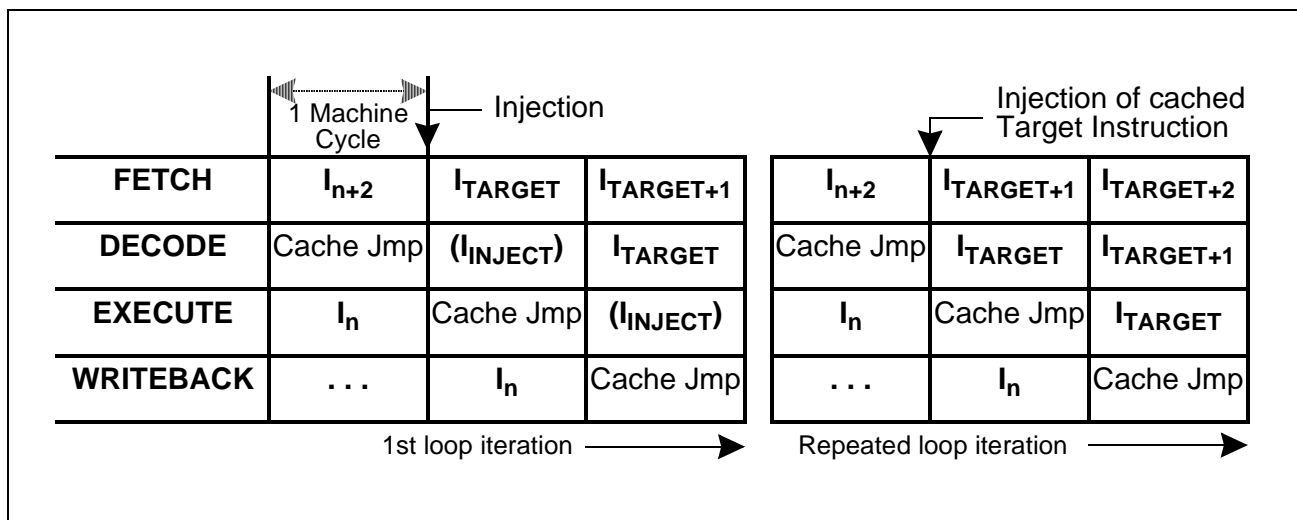 1 Machine
Cycle
Injection
Injection of cached
Target Instruction
FETCH In+2 ITARGET ITARGET+1 In+2 ITARGET+1 ITARGET+2
DECODE Cache Jmp (IINJECT) ITARGET Cache Jmp ITARGET ITARGET+1
EXECUTE In Cache Jmp (IINJECT) In Cache Jmp ITARGET
WRITEBACK . . . In Cache Jmp . . . In Cache Jmp
1st loop iteration Repeated loop iteration